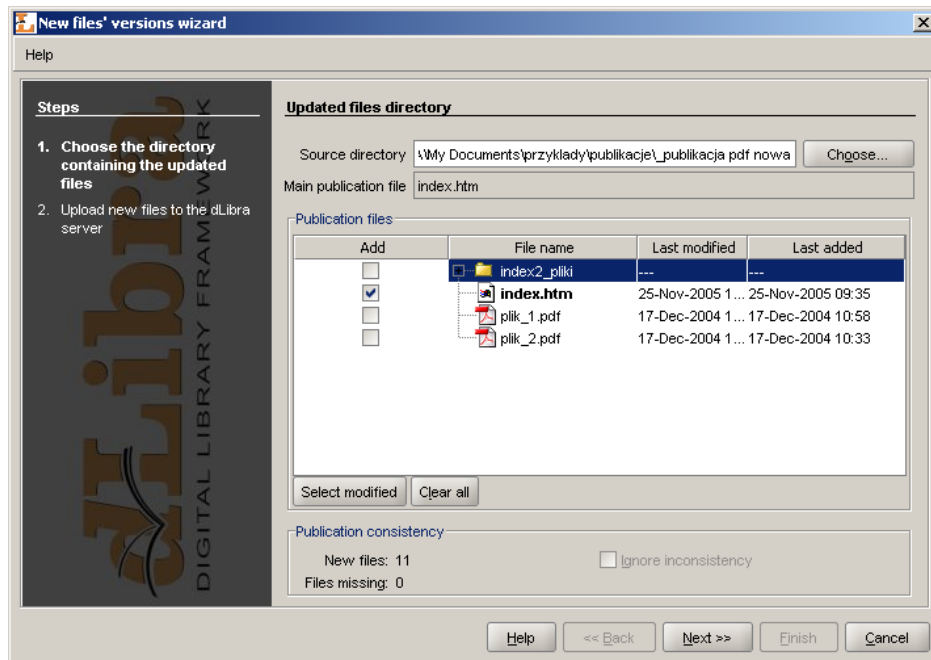 New files' versions wizard
Help
Steps
1. Choose the directory
containing the updated
files
2. Upload new files to the dLibra
server
dLibra
DIGITAL LIBRARY FRAMEWORK
Updated files directory
Source directory \My Documents\przyklady\publikacje\_publikacja pdf nowa Choose...
Main publication file index.htm
Publication files
Add File name Last modified Last added
index2_pliki --- ---
index.htm 25-Nov-2005 1... 25-Nov-2005 09:35
plik_1.pdf 17-Dec-2004 1... 17-Dec-2004 10:58
plik_2.pdf 17-Dec-2004 1... 17-Dec-2004 10:33
Select modified Clear all
Publication consistency
New files: 11 Ignore inconsistency
Files missing: 0
Help << Back Next >> Finish Cancel